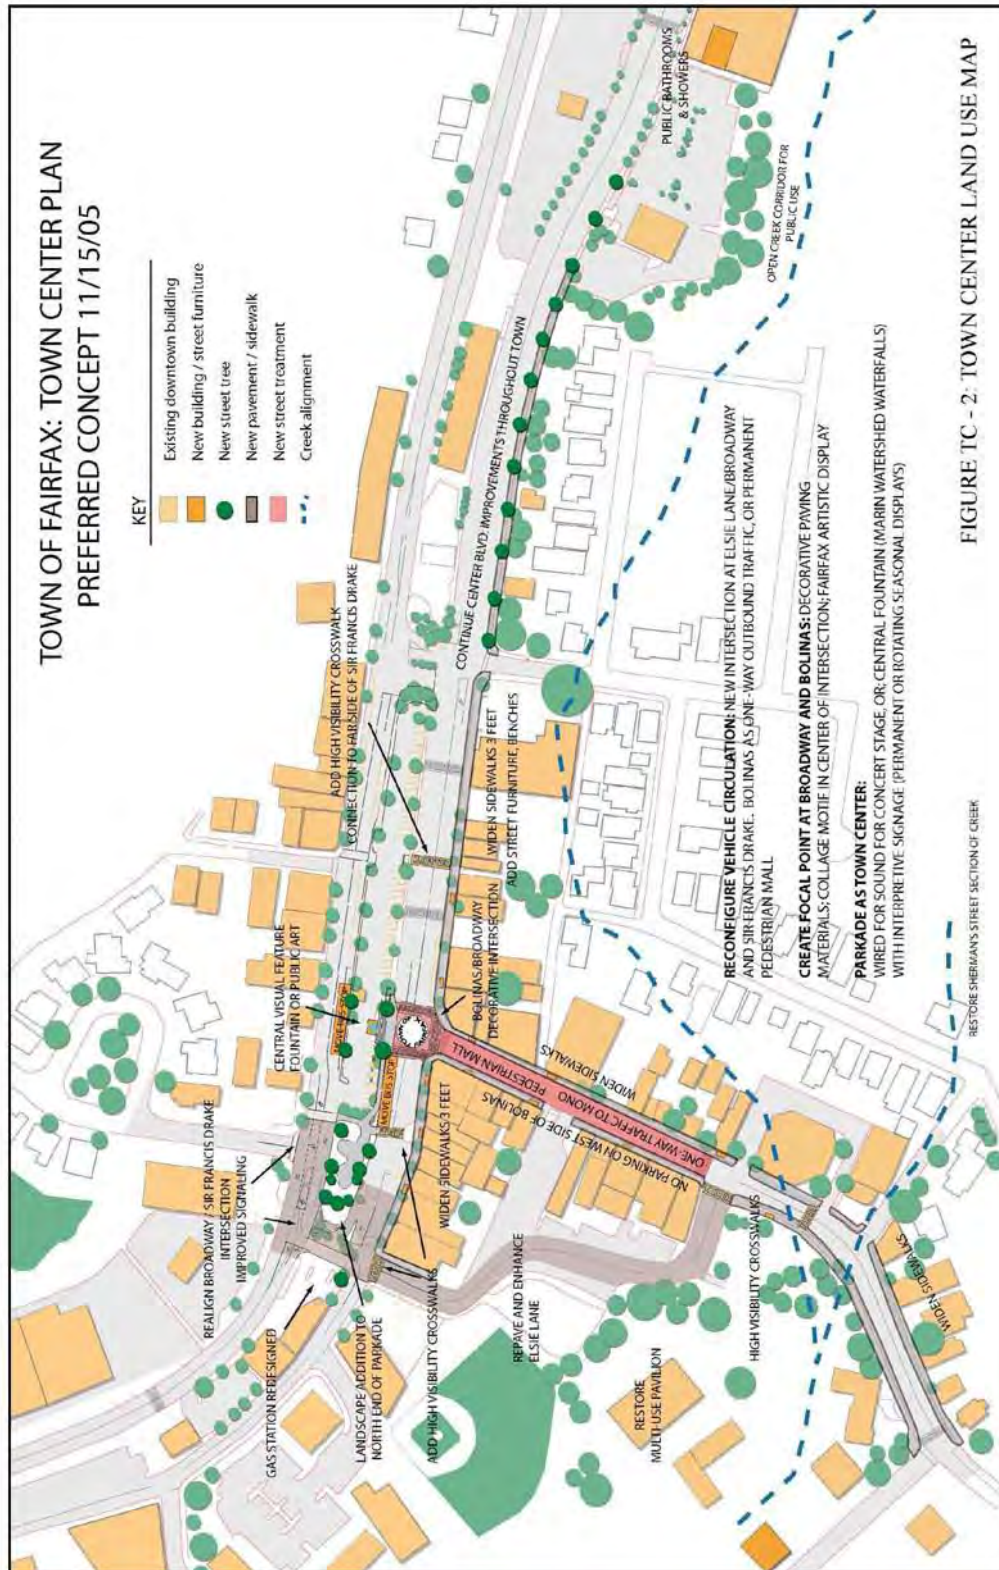 TOWN OF FAIRFAX: TOWN CENTER PLAN
PREFERRED CONCEPT 11/15/05
KEY
Existing downtown building
New building / street furniture
New street tree
New pavement / sidewalk
New street treatment
Creek alignment
REALIGN BROADWAY / SIR FRANCIS DRAKE
INTERSECTION
IMPROVED SIGNALING
GAS STATION REDESIGNED
LANDSCAPE ADDITION TO
NORTH END OF PARKADE
ADD HIGH VISIBILITY CROSSWALKS
CENTRAL VISUAL FEATURE
FOUNTAIN OR PUBLIC ART
MOVE BUS STOP
MOVE BUS STOP
ADD HIGH VISIBILITY CROSSWALK
CONNECTION TO FAR SIDE OF SIR FRANCIS DRAKE
CONTINUE CENTER BLVD; IMPROVEMENTS THROUGHOUT TOWN
PUBLIC BATHROOMS
& SHOWERS
OPEN CREEK CORRIDOR FOR
PUBLIC USE
WIDEN SIDEWALKS 3 FEET
BOLINAS/BROADWAY
DECORATIVE INTERSECTION
WIDEN SIDEWALKS 3 FEET
ADD STREET FURNITURE, BENCHES
REPAVE AND ENHANCE
ELSIE LANE
NO PARKING ON WEST SIDE OF BOLINAS
ONE-WAY TRAFFIC TO MONO
PEDESTRIAN MALL
WIDEN SIDEWALKS
RESTORE
MULTI-USE PAVILION
HIGH VISIBILITY CROSSWALKS
WIDEN SIDEWALKS
RECONFIGURE VEHICLE CIRCULATION: NEW INTERSECTION AT ELSIE LANE/BROADWAY
AND SIR FRANCIS DRAKE. BOLINAS AS ONE-WAY OUTBOUND TRAFFIC, OR PERMANENT
PEDESTRIAN MALL
CREATE FOCAL POINT AT BROADWAY AND BOLINAS: DECORATIVE PAVING
MATERIALS; COLLAGE MOTIF IN CENTER OF INTERSECTION; FAIRFAX ARTISTIC DISPLAY
PARKADE AS TOWN CENTER:
WIRED FOR SOUND FOR CONCERT STAGE, OR; CENTRAL FOUNTAIN (MARIN WATERSHED WATERFALLS)
WITH INTERPRETIVE SIGNAGE (PERMANENT OR ROTATING SEASONAL DISPLAYS)
RESTORE SHERMAN'S STREET SECTION OF CREEK
FIGURE TC - 2: TOWN CENTER LAND USE MAP